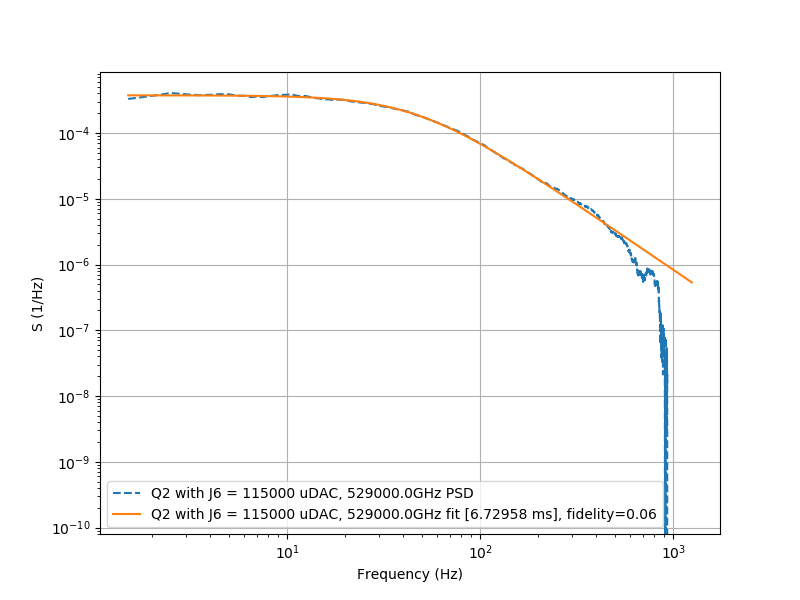 S (1/Hz)
10⁻⁴
10⁻⁵
10⁻⁶
10⁻⁷
10⁻⁸
10⁻⁹
10⁻¹⁰
Q2 with J6 = 115000 uDAC, 529000.0GHz PSD
Q2 with J6 = 115000 uDAC, 529000.0GHz fit [6.72958 ms], fidelity=0.06
10¹ 10² 10³
Frequency (Hz)